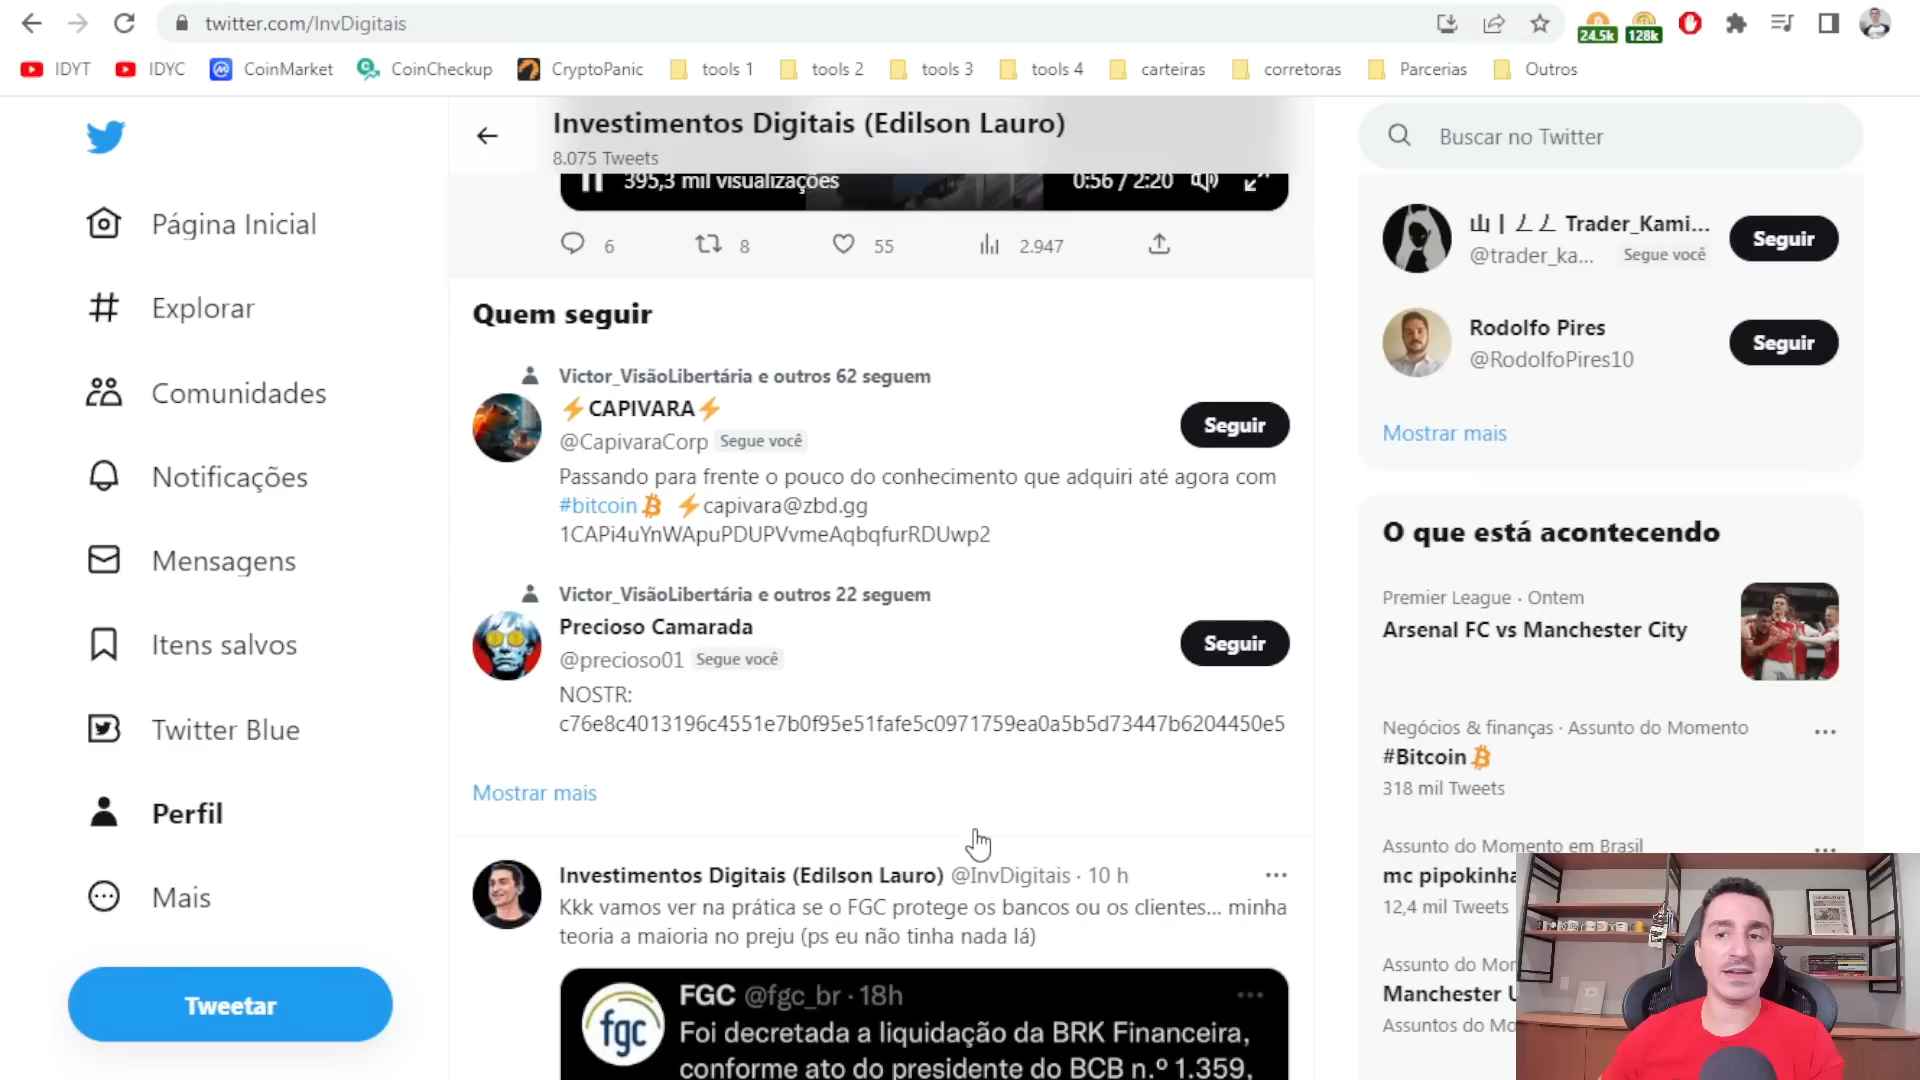 twitter.com/InvDigitais
24.5k
128k
IDYT
IDYC
CoinMarket
CoinCheckup
CryptoPanic
tools 1
tools 2
tools 3
tools 4
carteiras
corretoras
Parcerias
Outros
Página Inicial
Explorar
Comunidades
Notificações
Mensagens
Itens salvos
Twitter Blue
Perfil
Mais
Tweetar
Investimentos Digitais (Edilson Lauro)
8.075 Tweets
395,3 mil visualizações
0:56 / 2:20
6
8
55
2.947
Quem seguir
Victor_VisãoLibertária e outros 62 seguem
⚡CAPIVARA⚡
@CapivaraCorp Segue você
Seguir
Passando para frente o pouco do conhecimento que adquiri até agora com
#bitcoin ⚡capivara@zbd.gg
1CAPi4uYnWApuPDUPVvmeAqbqfurRDUwp2
Victor_VisãoLibertária e outros 22 seguem
Precioso Camarada
@precioso01 Segue você
Seguir
NOSTR:
c76e8c4013196c4551e7b0f95e51fafe5c0971759ea0a5b5d73447b6204450e5
Mostrar mais
Investimentos Digitais (Edilson Lauro) @InvDigitais · 10 h
Kkk vamos ver na prática se o FGC protege os bancos ou os clientes... minha
teoria a maioria no preju (ps eu não tinha nada lá)
fgc
FGC @fgc_br · 18h
Foi decretada a liquidação da BRK Financeira,
conforme ato do presidente do BCB n.º 1.359,
Buscar no Twitter
山 | ㄥㄥ Trader_Kami...
@trader_ka... Segue você
Seguir
Rodolfo Pires
@RodolfoPires10
Seguir
Mostrar mais
O que está acontecendo
Premier League · Ontem
Arsenal FC vs Manchester City
Negócios & finanças · Assunto do Momento
#Bitcoin
318 mil Tweets
Assunto do Momento em Brasil
mc pipokinha
12,4 mil Tweets
Assunto do Mo
Manchester U
Assuntos do Mo